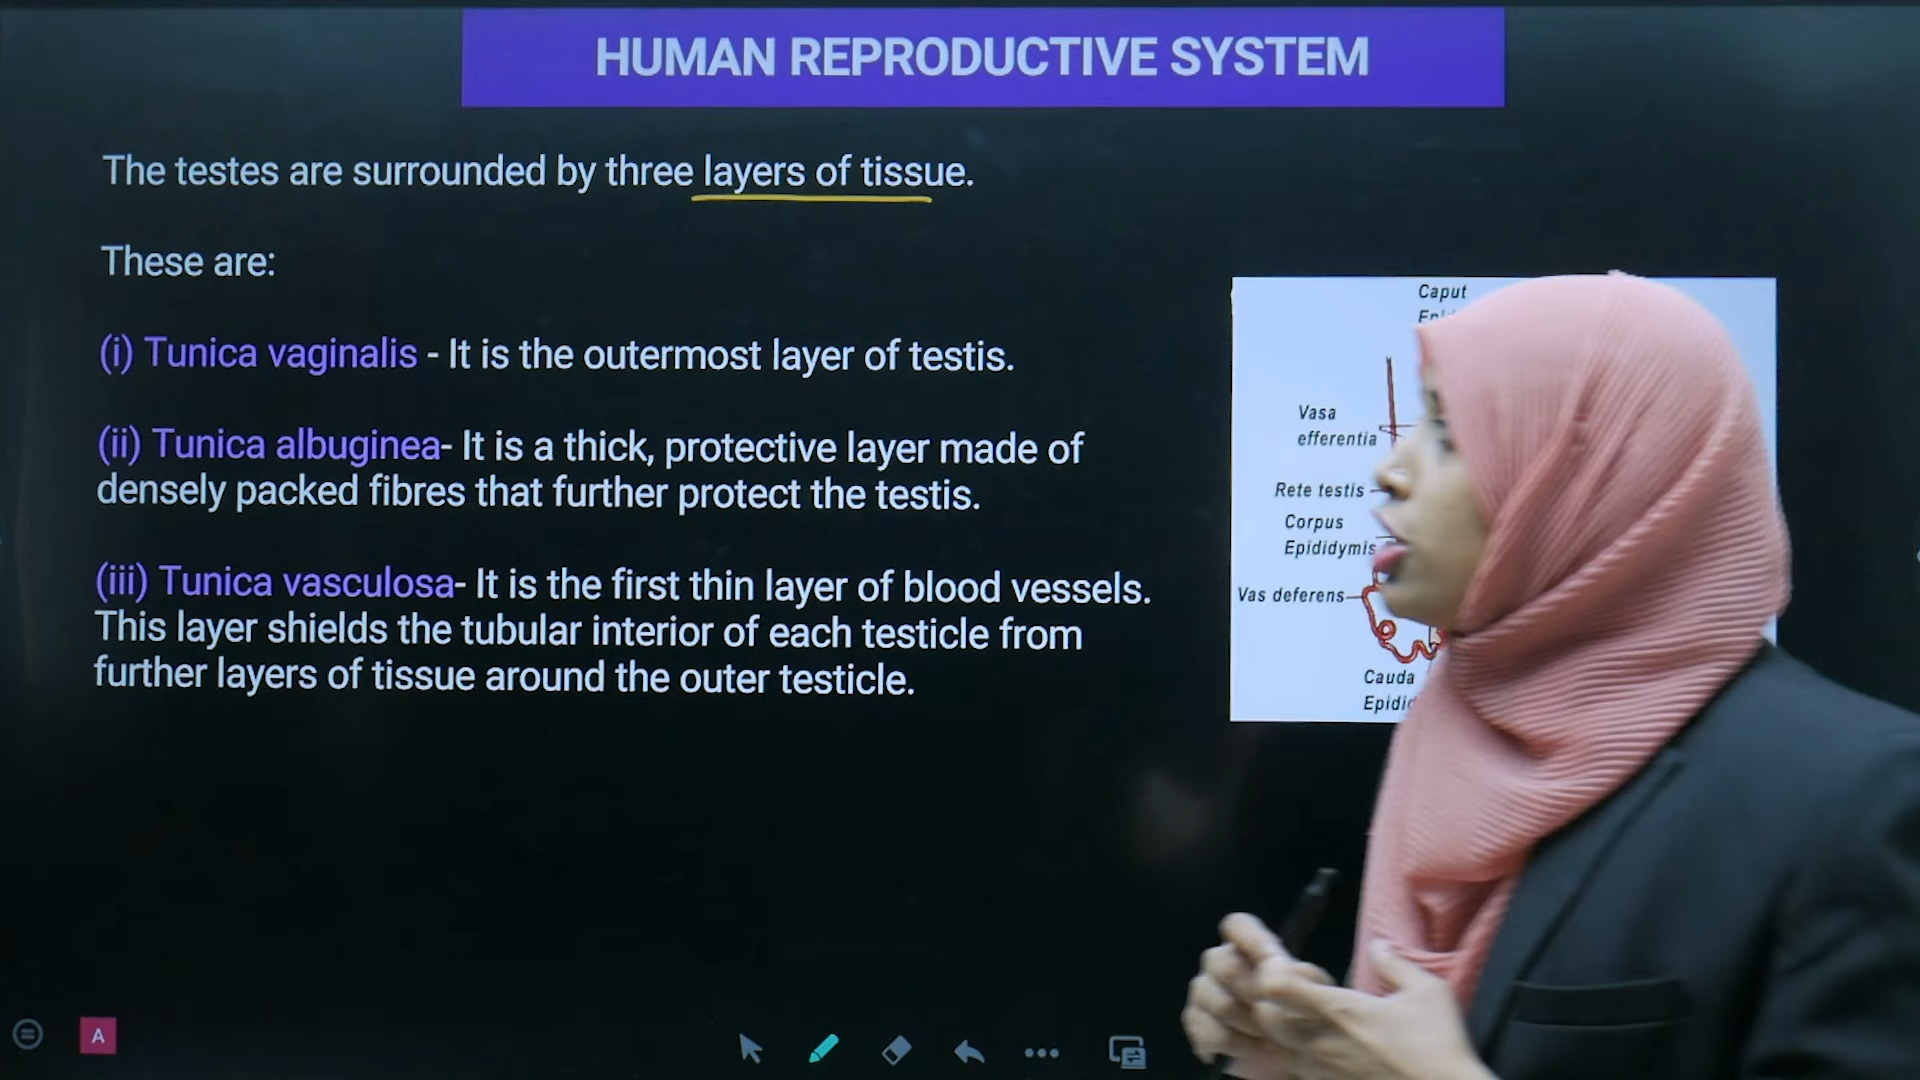 HUMAN REPRODUCTIVE SYSTEM
The testes are surrounded by three layers of tissue.
These are:
(i) Tunica vaginalis - It is the outermost layer of testis.
(ii) Tunica albuginea- It is a thick, protective layer made of
densely packed fibres that further protect the testis.
(iii) Tunica vasculosa- It is the first thin layer of blood vessels.
This layer shields the tubular interior of each testicle from
further layers of tissue around the outer testicle.
Caput
Vasa
efferentia
Rete testis
Corpus
Epididymis
Vas deferens
Cauda
A